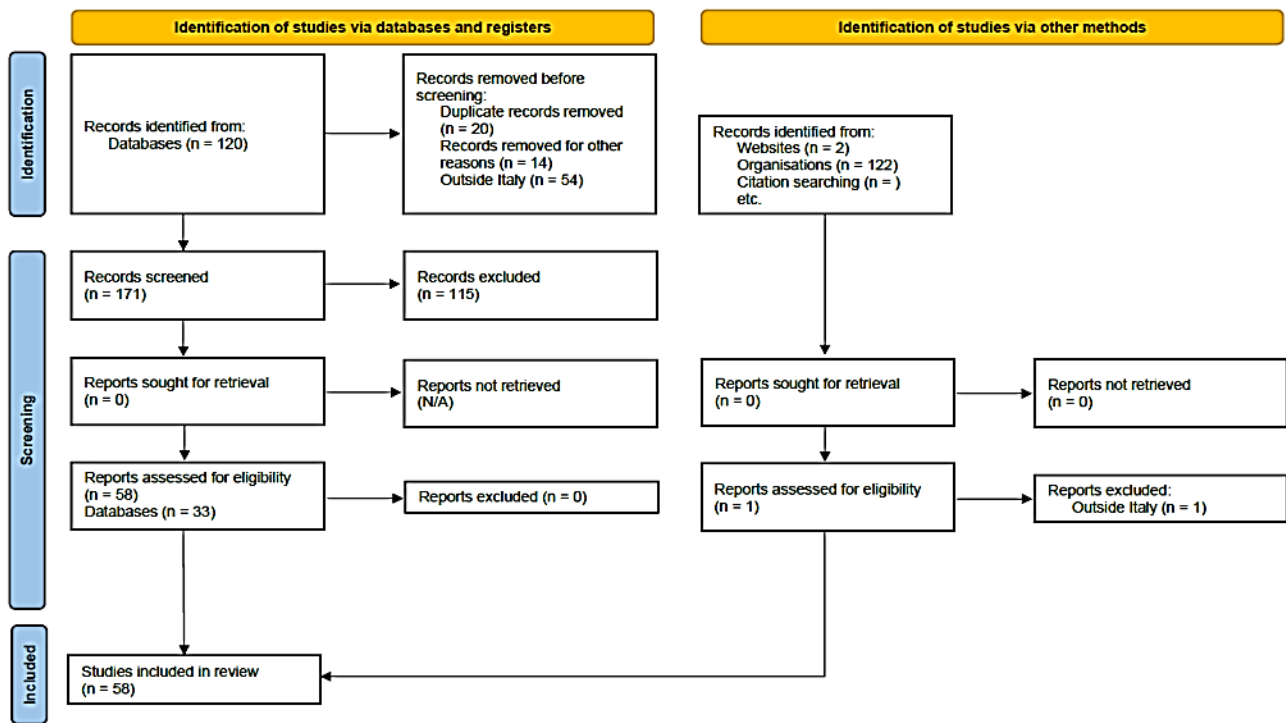 Identification of studies via databases and registers
Identification of studies via other methods
Identification
Records identified from:
Databases (n = 120)
Records removed before
screening:
Duplicate records removed
(n = 20)
Records removed for other
reasons (n = 14)
Outside Italy (n = 54)
Records identified from:
Websites (n = 2)
Organisations (n = 122)
Citation searching (n = )
etc.
Screening
Records screened
(n = 171)
Records excluded
(n = 115)
Reports sought for retrieval
(n = 0)
Reports not retrieved
(N/A)
Reports sought for retrieval
(n = 0)
Reports not retrieved
(n = 0)
Reports assessed for eligibility
(n = 58)
Databases (n = 33)
Reports excluded (n = 0)
Reports assessed for eligibility
(n = 1)
Reports excluded:
Outside Italy (n = 1)
Included
Studies included in review
(n = 58)